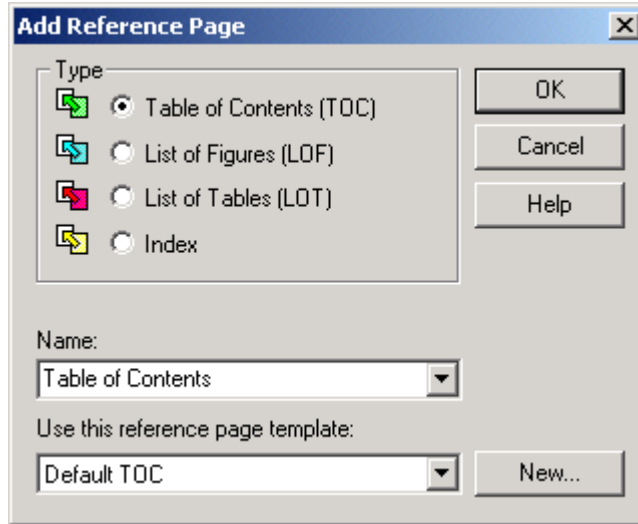 Add Reference Page
Type
Table of Contents (TOC)
List of Figures (LOF)
List of Tables (LOT)
Index
OK
Cancel
Help
Name:
Table of Contents
Use this reference page template:
Default TOC
New...